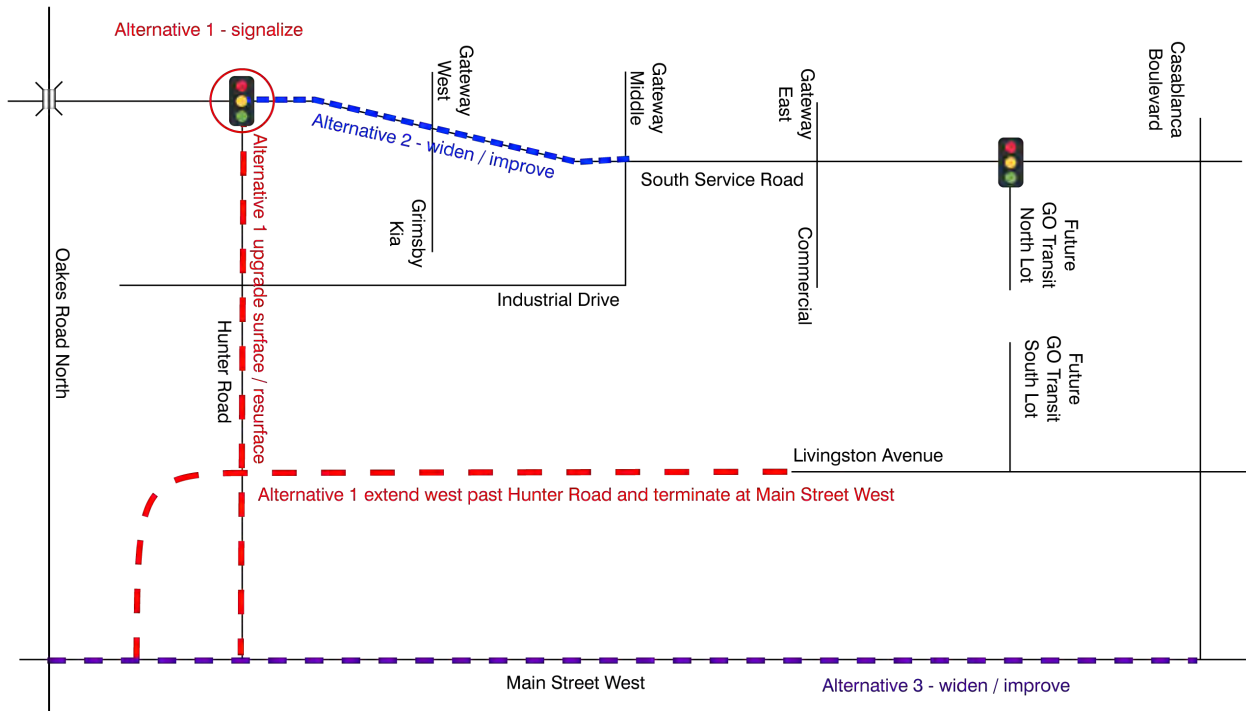 Alternative 1 - signalize
Gateway
West
Gateway
Middle
Gateway
East
Casablanca
Boulevard
Alternative 2 - widen / improve
South Service Road
Grimsby
Kia
Commercial
Future
GO Transit
North Lot
Oakes Road North
Alternative 1 upgrade surface / resurface
Industrial Drive
Hunter Road
Future
GO Transit
South Lot
Livingston Avenue
Alternative 1 extend west past Hunter Road and terminate at Main Street West
Main Street West
Alternative 3 - widen / improve